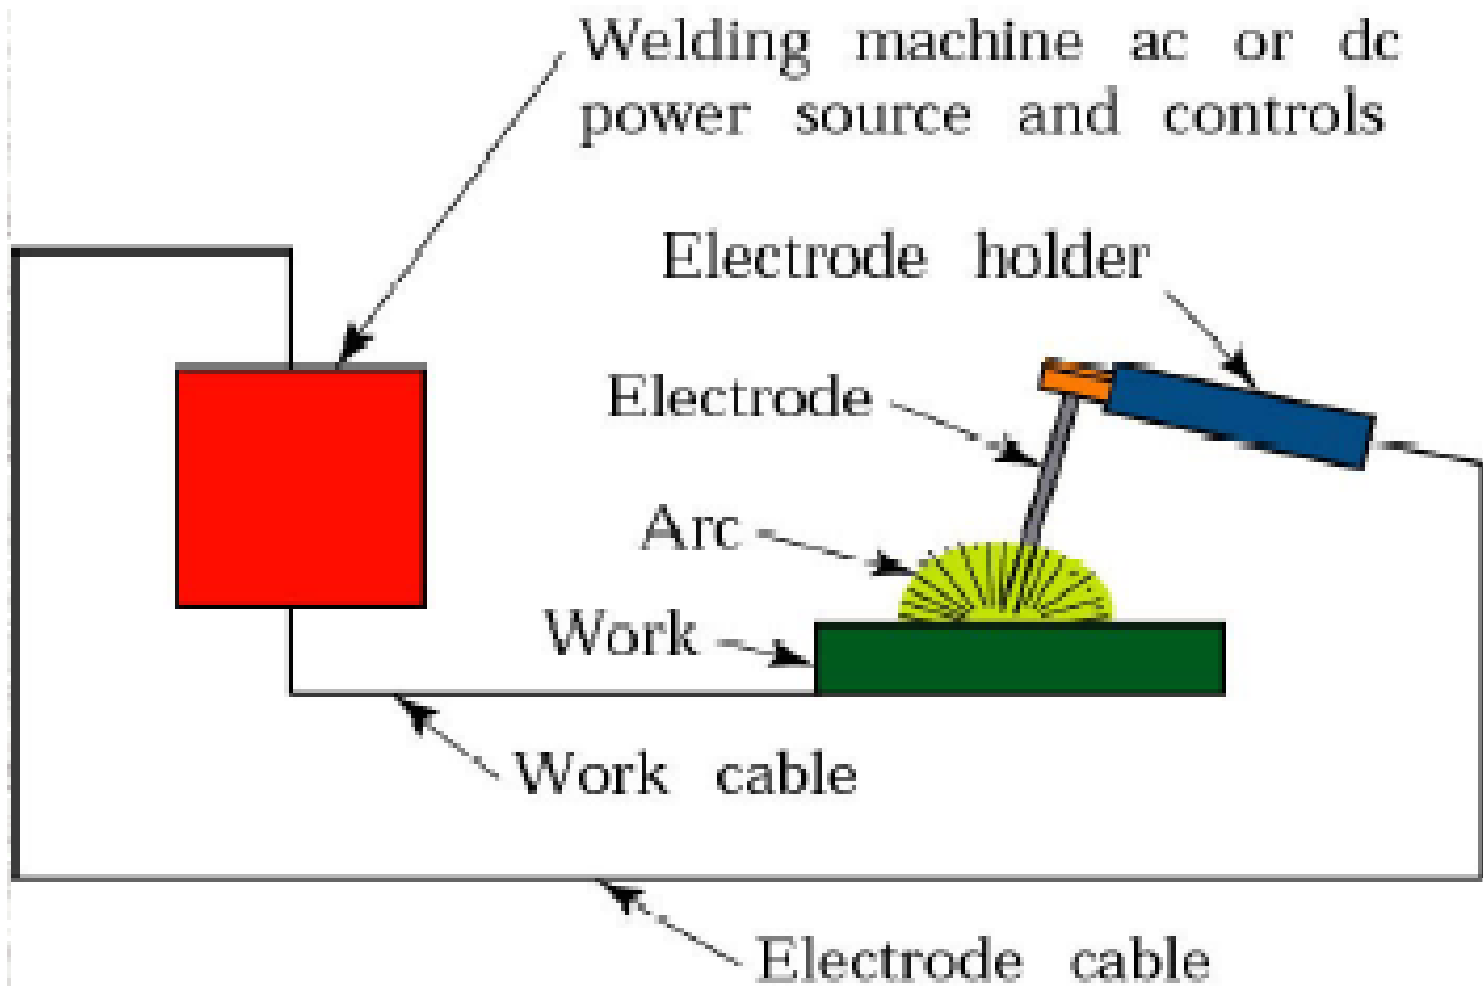 Welding machine ac or dc
power source and controls
Electrode holder
Electrode
Arc
Work
Work cable
Electrode cable